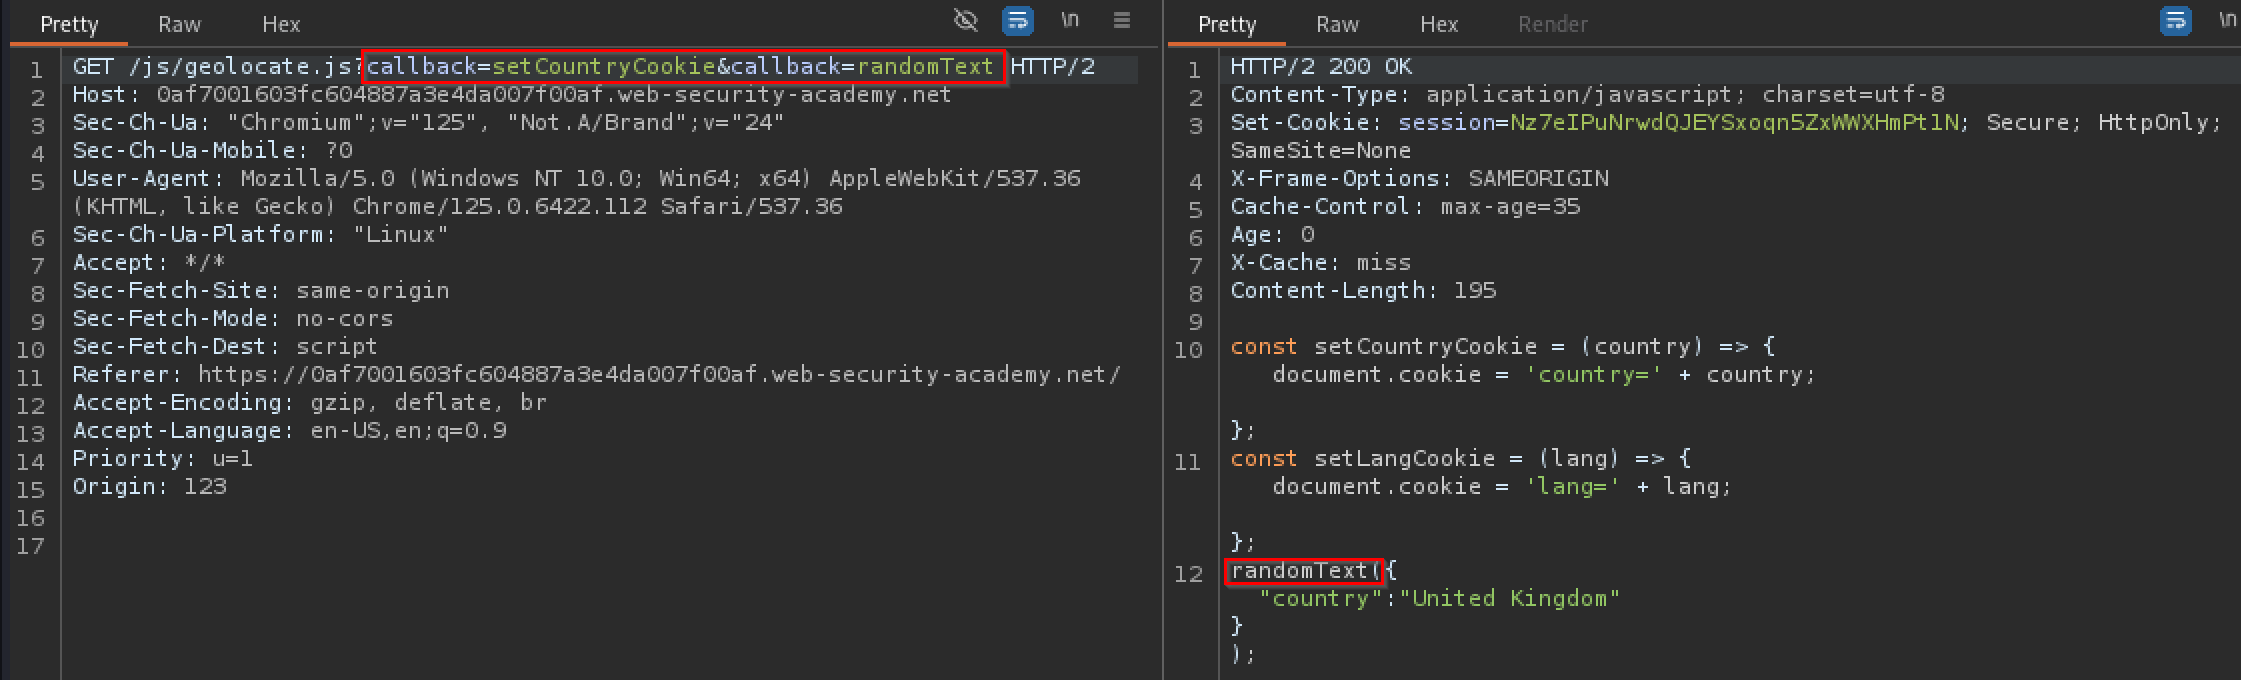 Pretty Raw Hex \n
1 GET /js/geolocate.js?callback=setCountryCookie&callback=randomText HTTP/2
2 Host: 0af7001603fc604887a3e4da007f00af.web-security-academy.net
3 Sec-Ch-Ua: "Chromium";v="125", "Not.A/Brand";v="24"
4 Sec-Ch-Ua-Mobile: ?0
5 User-Agent: Mozilla/5.0 (Windows NT 10.0; Win64; x64) AppleWebKit/537.36
(KHTML, like Gecko) Chrome/125.0.6422.112 Safari/537.36
6 Sec-Ch-Ua-Platform: "Linux"
7 Accept: */*
8 Sec-Fetch-Site: same-origin
9 Sec-Fetch-Mode: no-cors
10 Sec-Fetch-Dest: script
11 Referer: https://0af7001603fc604887a3e4da007f00af.web-security-academy.net/
12 Accept-Encoding: gzip, deflate, br
13 Accept-Language: en-US,en;q=0.9
14 Priority: u=1
15 Origin: 123
16
17
Pretty Raw Hex Render \n
1 HTTP/2 200 OK
2 Content-Type: application/javascript; charset=utf-8
3 Set-Cookie: session=Nz7eIPuNrwdQJEYSxoqn5ZxWWXHmPt1N; Secure; HttpOnly;
SameSite=None
4 X-Frame-Options: SAMEORIGIN
5 Cache-Control: max-age=35
6 Age: 0
7 X-Cache: miss
8 Content-Length: 195
9
10 const setCountryCookie = (country) => {
document.cookie = 'country=' + country;
};
11 const setLangCookie = (lang) => {
document.cookie = 'lang=' + lang;
};
12 randomText({
"country":"United Kingdom"
}
);